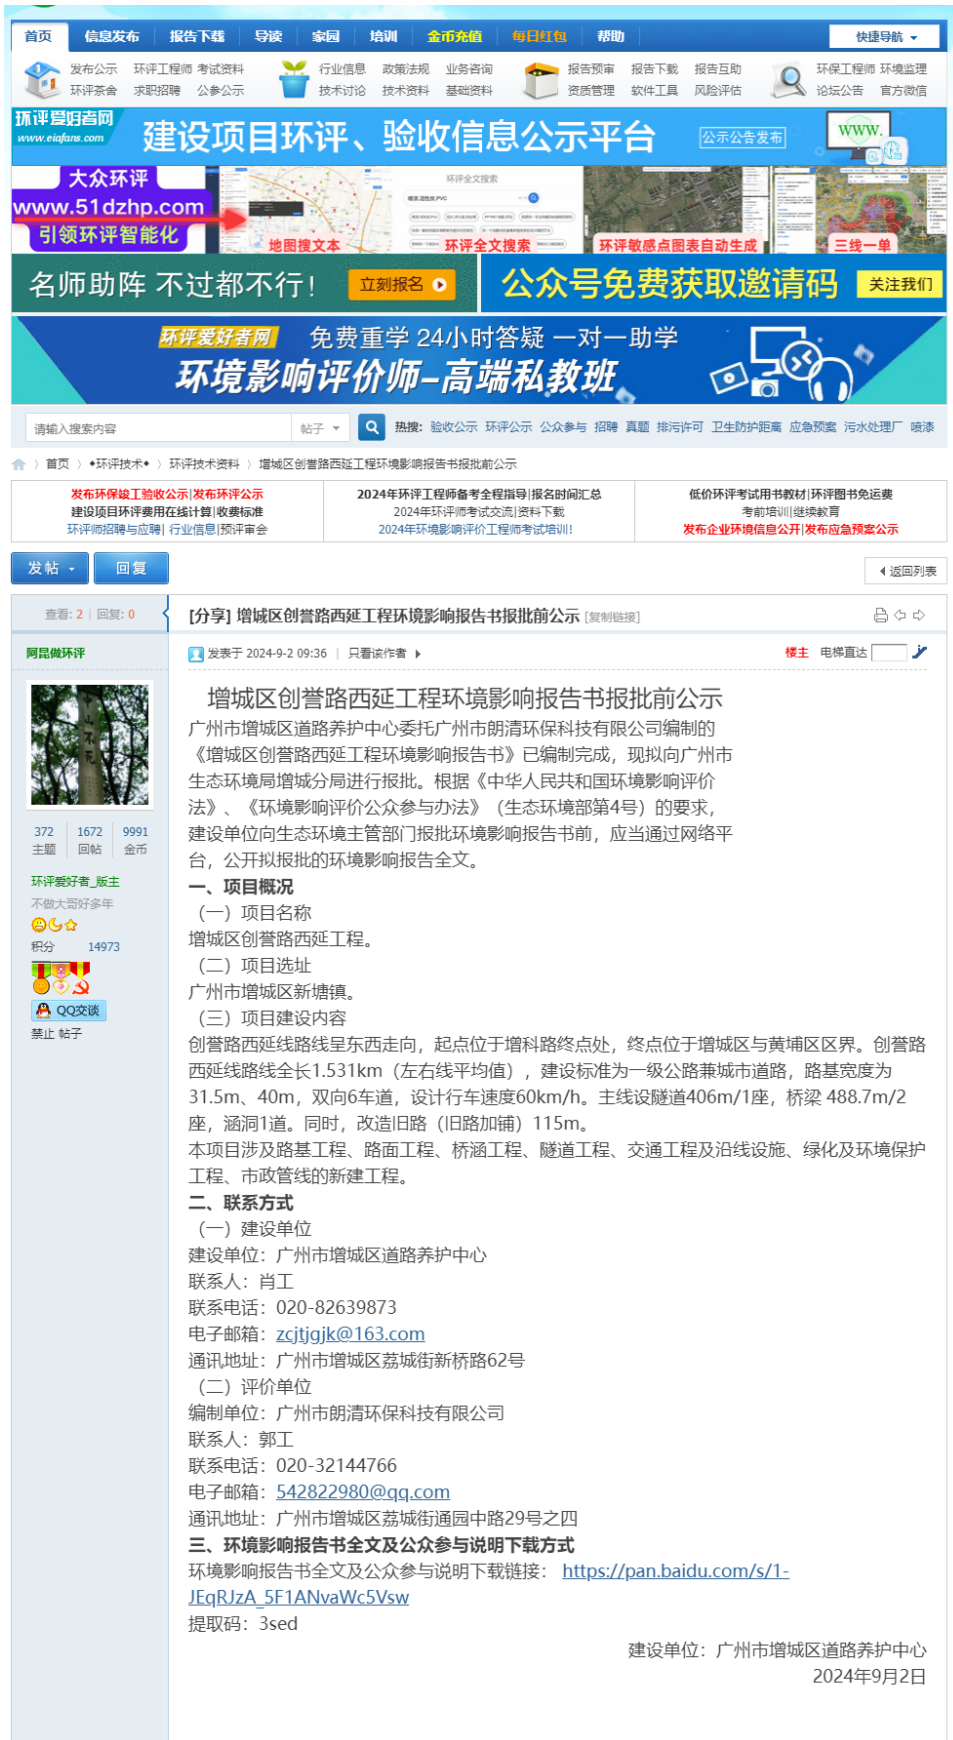 首页 信息发布 报告下载 导读 家园 培训 金币充值 每日红包 帮助 快捷导航
发布公示 环评工程师 考试资料 行业信息 政策法规 业务咨询 报告预审 报告下载 报告互助 环保工程师 环境监理
环评茶舍 求职招聘 公参公示 技术讨论 技术资料 基础资料 资质管理 软件工具 风险评估 论坛公告 官方微信
环评爱好者网
www.eiafans.com
建设项目环评、验收信息公示平台
公示公告发布
WWW.
大众环评
www.51dzhp.com
引领环评智能化
地图搜文本
环评全文搜索
环评全文搜索
环评敏感点图表自动生成
三线一单
名师助阵 不过都不行！ 立刻报名
公众号免费获取邀请码 关注我们
环评爱好者网 免费重学 24小时答疑 一对一助学
环境影响评价师-高端私教班
请输入搜索内容 帖子 热搜: 验收公示 环评公示 公众参与 招聘 真题 排污许可 卫生防护距离 应急预案 污水处理厂 喷漆
首页 〉 •环评技术• 〉 环评技术资料 〉 增城区创誉路西延工程环境影响报告书报批前公示
发布环保竣工验收公示|发布环评公示
建设项目环评费用在线计算|收费标准
环评师招聘与应聘| 行业信息|预评审会
2024年环评工程师备考全程指导|报名时间汇总
2024年环评师考试交流|资料下载
2024年环境影响评价工程师考试培训!
低价环评考试用书教材|环评图书免运费
考前培训||继续教育
发布企业环境信息公开|发布应急预案公示
发帖 回复 返回列表
查看: 2 | 回复: 0
[分享] 增城区创誉路西延工程环境影响报告书报批前公示 [复制链接]
阿昆做环评
发表于 2024-9-2 09:36 | 只看该作者 楼主 电梯直达
中山不死
372 1672 9991
主题 回帖 金币
环评爱好者_版主
不做大哥好多年
积分 14973
QQ交谈
禁止 帖子
增城区创誉路西延工程环境影响报告书报批前公示
广州市增城区道路养护中心委托广州市朗清环保科技有限公司编制的
《增城区创誉路西延工程环境影响报告书》已编制完成，现拟向广州市
生态环境局增城分局进行报批。根据《中华人民共和国环境影响评价
法》、《环境影响评价公众参与办法》（生态环境部第4号）的要求，
建设单位向生态环境主管部门报批环境影响报告书前，应当通过网络平
台，公开拟报批的环境影响报告全文。
一、项目概况
（一）项目名称
增城区创誉路西延工程。
（二）项目选址
广州市增城区新塘镇。
（三）项目建设内容
创誉路西延线路线呈东西走向，起点位于增科路终点处，终点位于增城区与黄埔区区界。创誉路
西延线路线全长1.531km（左右线平均值），建设标准为一级公路兼城市道路，路基宽度为
31.5m、40m，双向6车道，设计行车速度60km/h。主线设隧道406m/1座，桥梁 488.7m/2
座，涵洞1道。同时，改造旧路（旧路加铺）115m。
本项目涉及路基工程、路面工程、桥涵工程、隧道工程、交通工程及沿线设施、绿化及环境保护
工程、市政管线的新建工程。
二、联系方式
（一）建设单位
建设单位：广州市增城区道路养护中心
联系人：肖工
联系电话：020-82639873
电子邮箱：zcjtjgjk@163.com
通讯地址：广州市增城区荔城街新桥路62号
（二）评价单位
编制单位：广州市朗清环保科技有限公司
联系人：郭工
联系电话：020-32144766
电子邮箱：542822980@qq.com
通讯地址：广州市增城区荔城街通园中路29号之四
三、环境影响报告书全文及公众参与说明下载方式
环境影响报告书全文及公众参与说明下载链接： https://pan.baidu.com/s/1-
JEqRJzA_5F1ANvaWc5Vsw
提取码：3sed
建设单位：广州市增城区道路养护中心
2024年9月2日